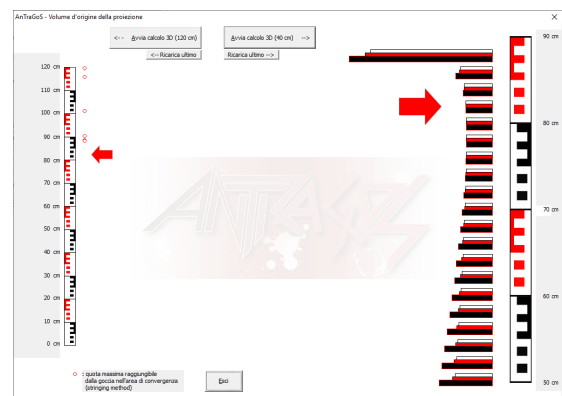 AnTraGoS - Volume d'origine della proiezione
<-- Avvia calcolo 3D (120 cm)
Avvia calcolo 3D (40 cm) -->
<-- Ricarica ultimo
Ricarica ultimo -->
120 cm
110 cm
100 cm
90 cm
80 cm
70 cm
60 cm
50 cm
40 cm
30 cm
20 cm
10 cm
0 cm
90 cm
80 cm
70 cm
60 cm
50 cm
: quota massima raggiungibile
dalla goccia nell'area di convergenza
(stringing method)
Esci